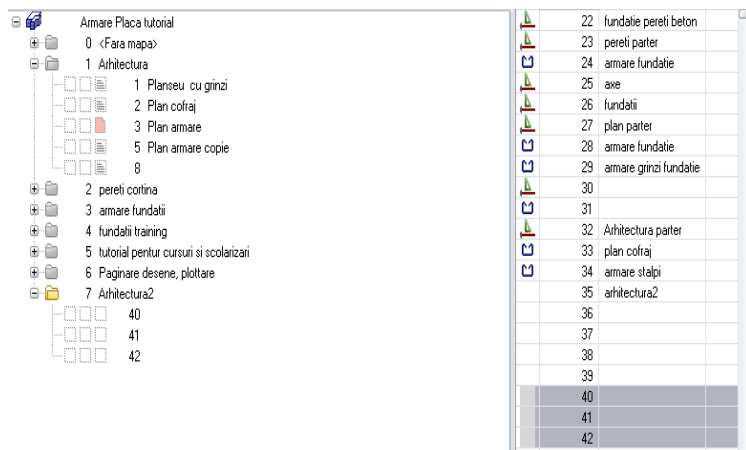 Armare Placa tutorial
0 <Fara mapa>
1 Arhitectura
1 Planseu cu grinzi
2 Plan cofraj
3 Plan armare
5 Plan armare copie
8
2 pereti cortina
3 armare fundatii
4 fundatii training
5 tutorial pentur cursuri si scolarizari
6 Paginare desene, plottare
7 Arhitectura2
40
41
42
22 fundatie pereti beton
23 pereti parter
24 armare fundatie
25 axe
26 fundatii
27 plan parter
28 armare fundatie
29 armare grinzi fundatie
30
31
32 Arhitectura parter
33 plan cofraj
34 armare stalpi
35 arhitectura2
36
37
38
39
40
41
42